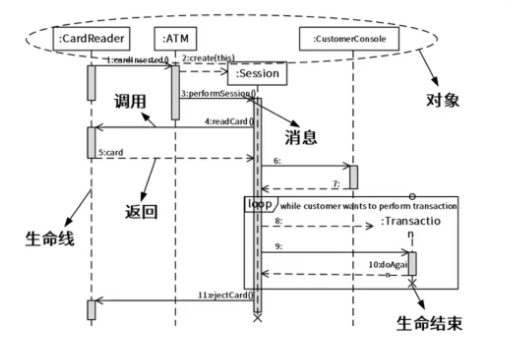 :CardReader
:ATM
:CustomerConsole
1:cardInserted()
2:create(this)
:Session
对象
3:performSession()
调用
4:readCard()
消息
5:card
6:
7:
返回
loop
while customer wants to perform transaction
8:
:Transactio
n
生命线
9:
10:doAgai
n
11:ejectCard()
生命结束